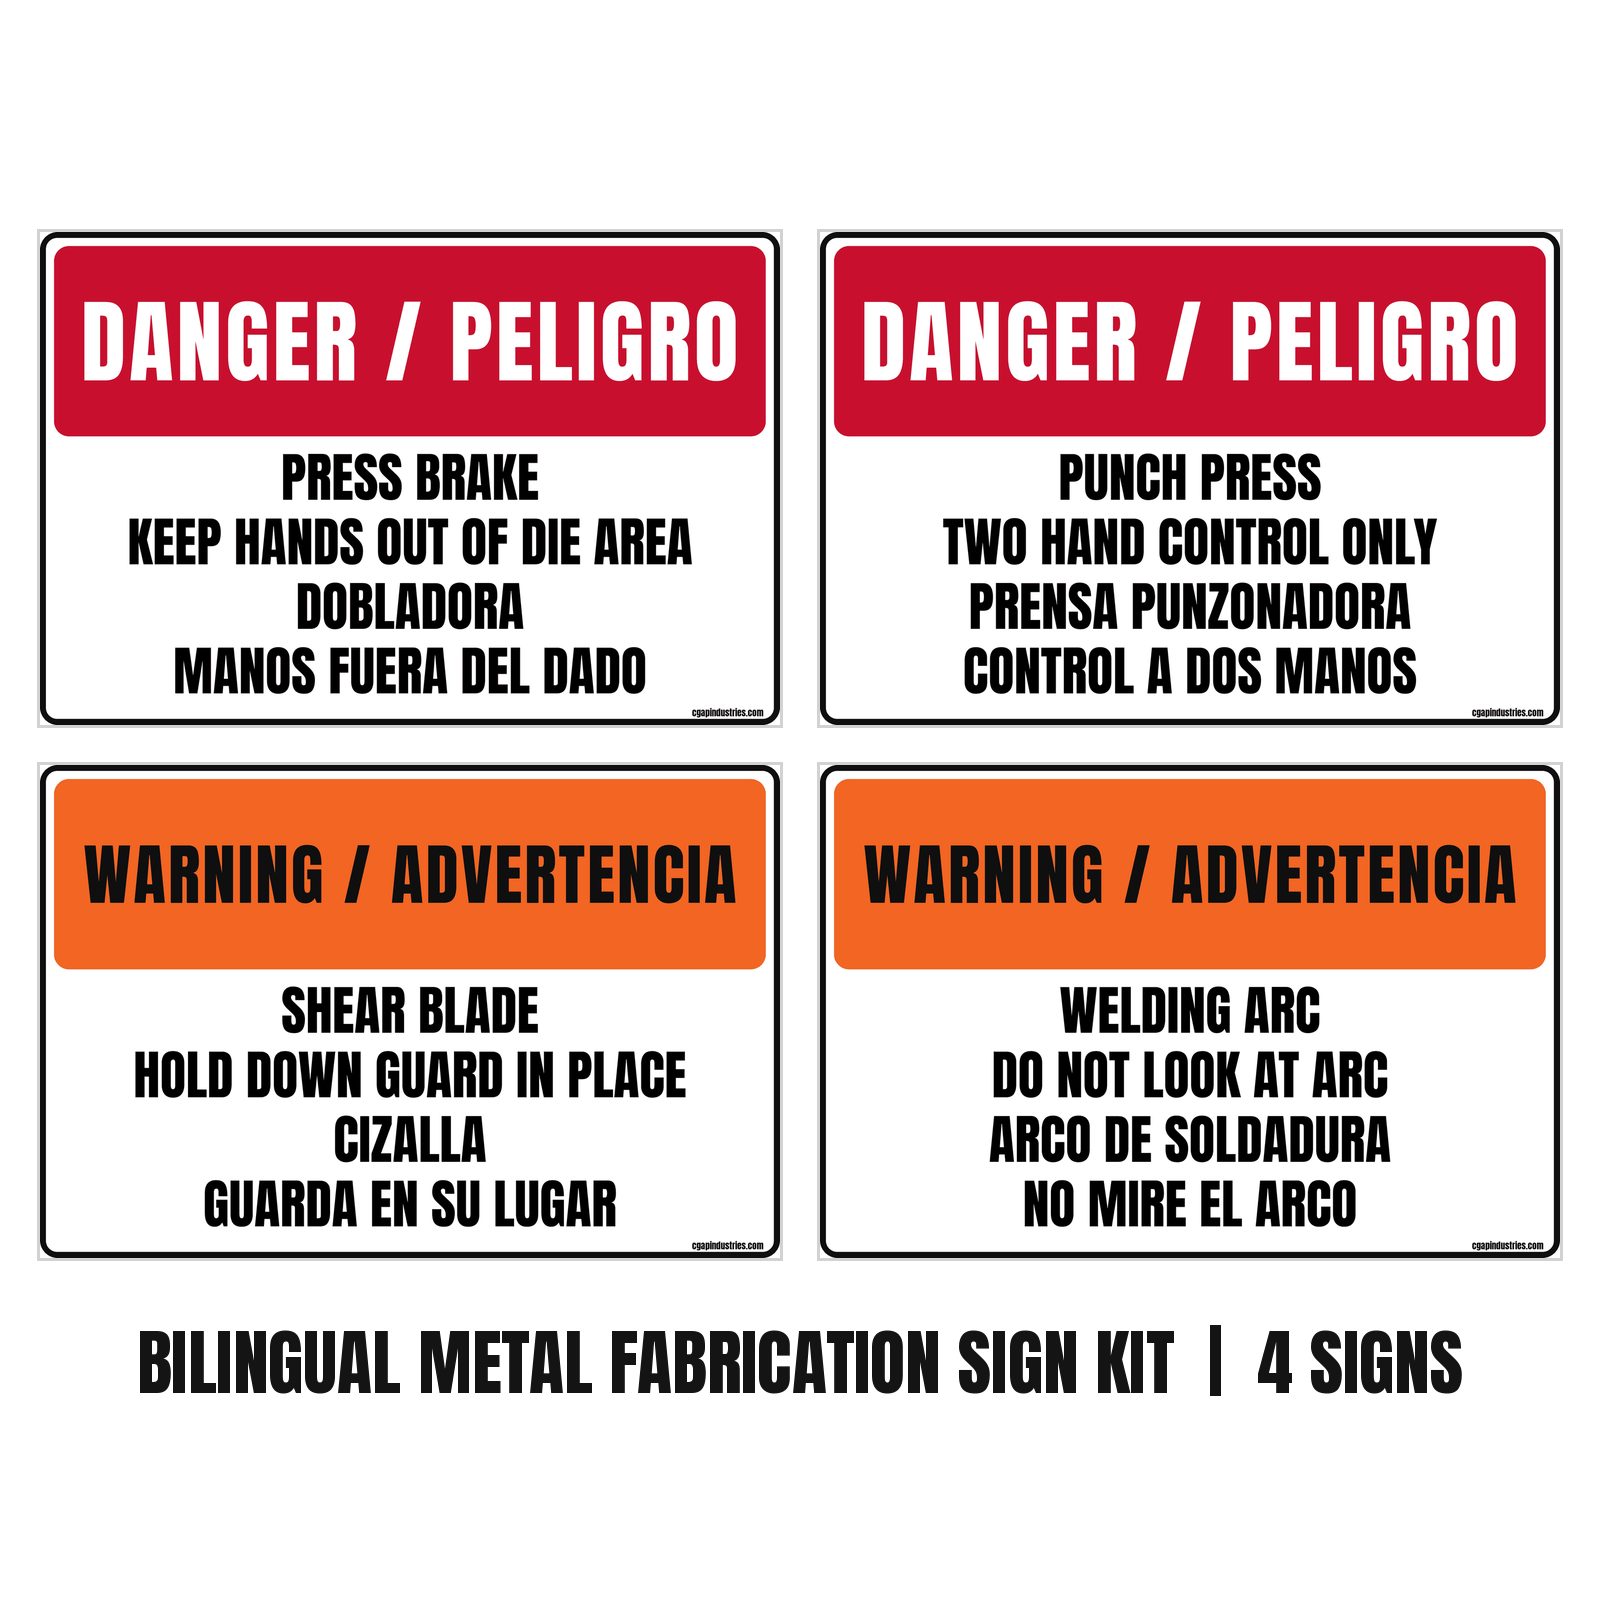 DANGER / PELIGRO
PRESS BRAKE
KEEP HANDS OUT OF DIE AREA
DOBLADORA
MANOS FUERA DEL DADO
cgapindustries.com
DANGER / PELIGRO
PUNCH PRESS
TWO HAND CONTROL ONLY
PRENSA PUNZONADORA
CONTROL A DOS MANOS
cgapindustries.com
WARNING / ADVERTENCIA
SHEAR BLADE
HOLD DOWN GUARD IN PLACE
CIZALLA
GUARDA EN SU LUGAR
cgapindustries.com
WARNING / ADVERTENCIA
WELDING ARC
DO NOT LOOK AT ARC
ARCO DE SOLDADURA
NO MIRE EL ARCO
cgapindustries.com
BILINGUAL METAL FABRICATION SIGN KIT | 4 SIGNS